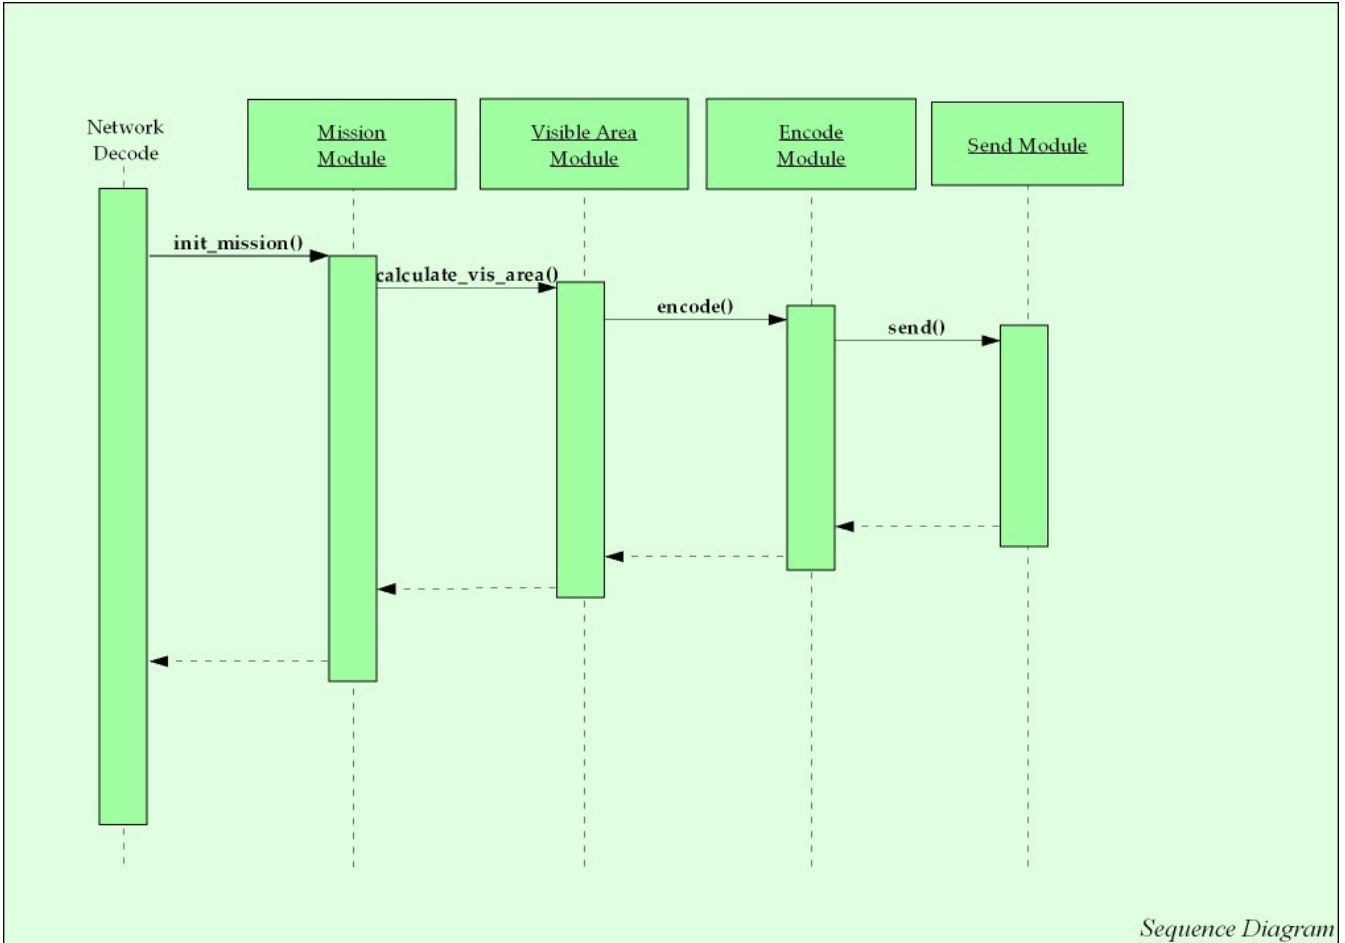 Network
Decode
Mission
Module
Visible Area
Module
Encode
Module
Send Module
init_mission()
calculate_vis_area()
encode()
send()
Sequence Diagram